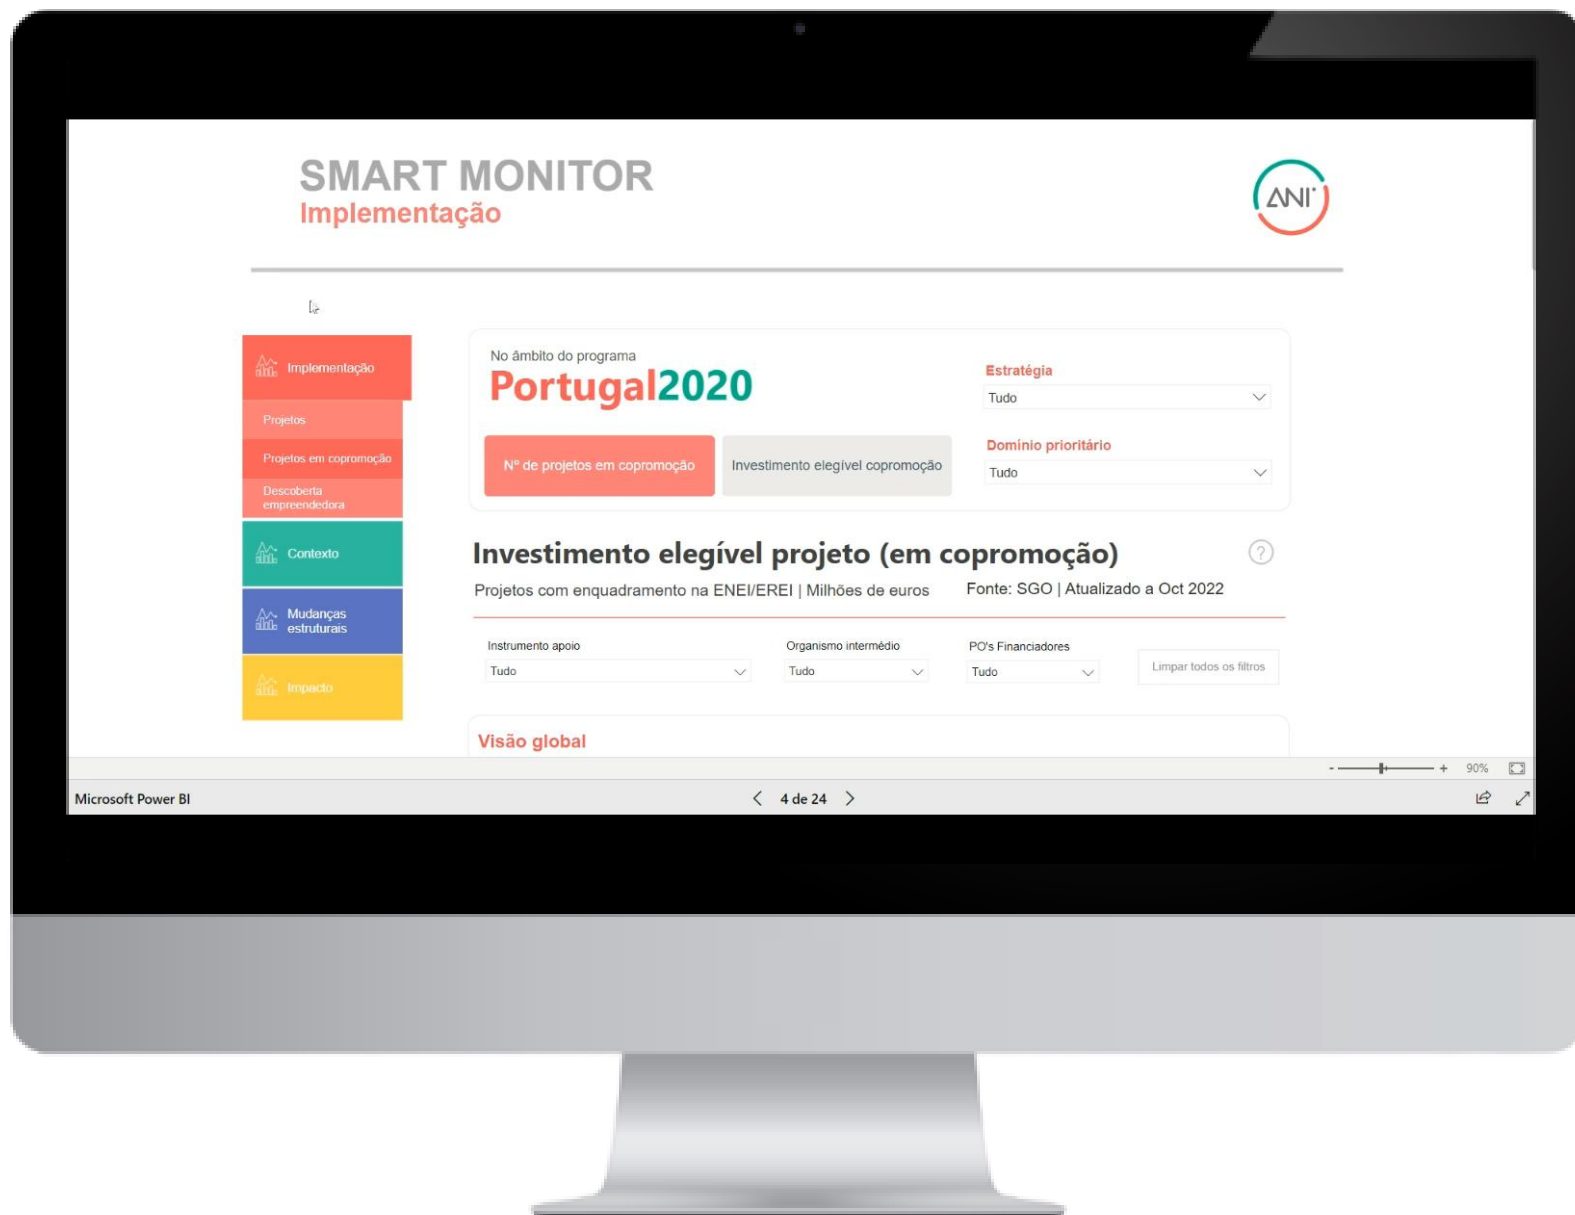 SMART MONITOR
Implementação
ANI
Implementação
Projetos
Projetos em copromoção
Descoberta
empreendedora
Contexto
Mudanças
estruturais
Impacto
No âmbito do programa
Portugal2020
Nº de projetos em copromoção
Investimento elegível copromoção
Estratégia
Tudo
Domínio prioritário
Tudo
Investimento elegível projeto (em copromoção)
?
Projetos com enquadramento na ENEI/EREI | Milhões de euros
Fonte: SGO | Atualizado a Oct 2022
Instrumento apoio
Tudo
Organismo intermédio
Tudo
PO's Financiadores
Tudo
Limpar todos os filtros
Visão global
- + 90%
Microsoft Power BI
< 4 de 24 >